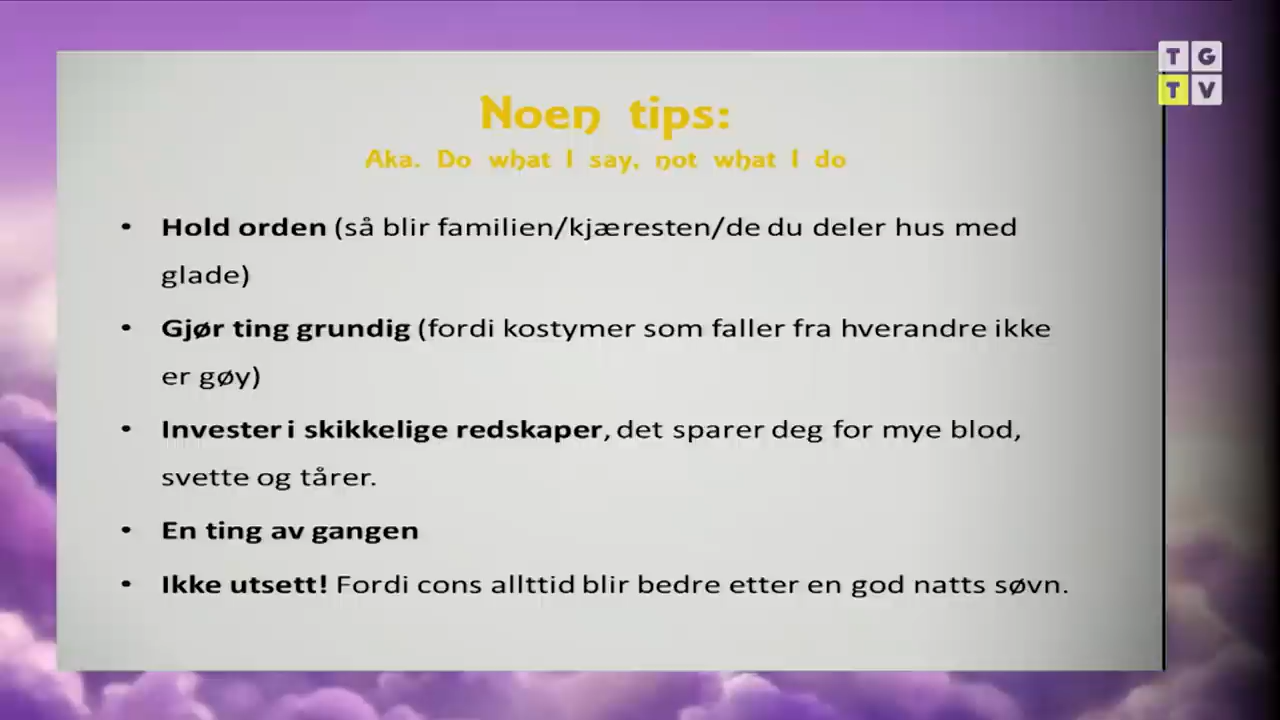 Noen tips:
Aka. Do what I say, not what I do
• Hold orden (så blir familien/kjæresten/de du deler hus med
glade)
• Gjør ting grundig (fordi kostymer som faller fra hverandre ikke
er gøy)
• Invester i skikkelige redskaper, det sparer deg for mye blod,
svette og tårer.
• En ting av gangen
• Ikke utsett! Fordi cons allttid blir bedre etter en god natts søvn.
T G
T V